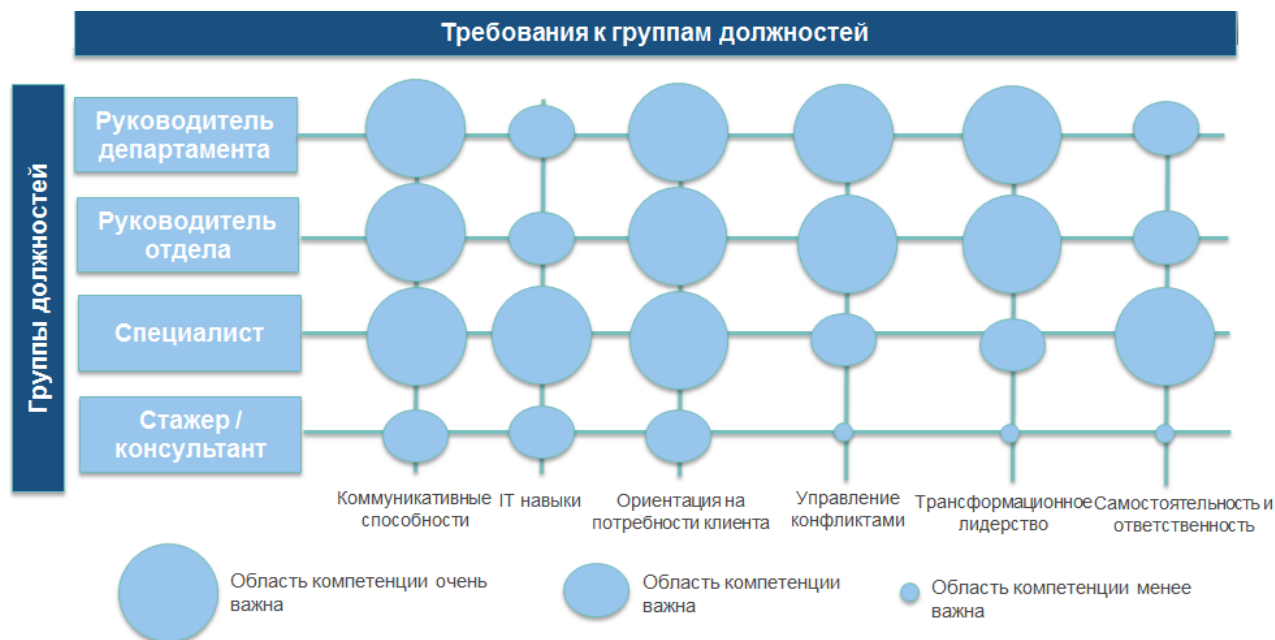 Требования к группам должностей
Группы должностей
Руководитель
департамента
Руководитель
отдела
Специалист
Стажер /
консультант
Коммуникативные
способности
IT навыки
Ориентация на
потребности клиента
Управление
конфликтами
Трансформационное
лидерство
Самостоятельность и
ответственность
Область компетенции очень
важна
Область компетенции
важна
Область компетенции менее
важна